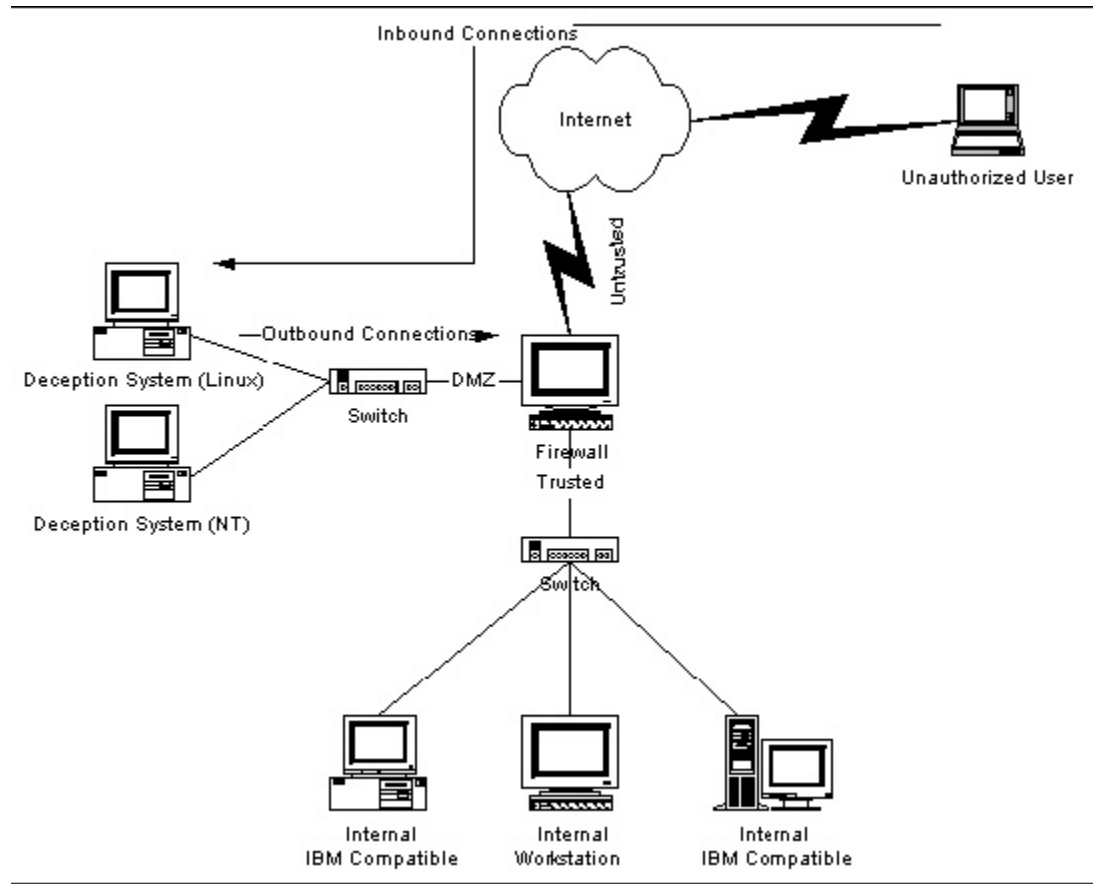 Inbound Connections
Internet
Unauthorized User
Untrusted
Outbound Connections
Deception System (Linux)
DMZ
Switch
Firewall
Trusted
Deception System (NT)
Switch
Internal
IBM Compatible
Internal
Workstation
Internal
IBM Compatible